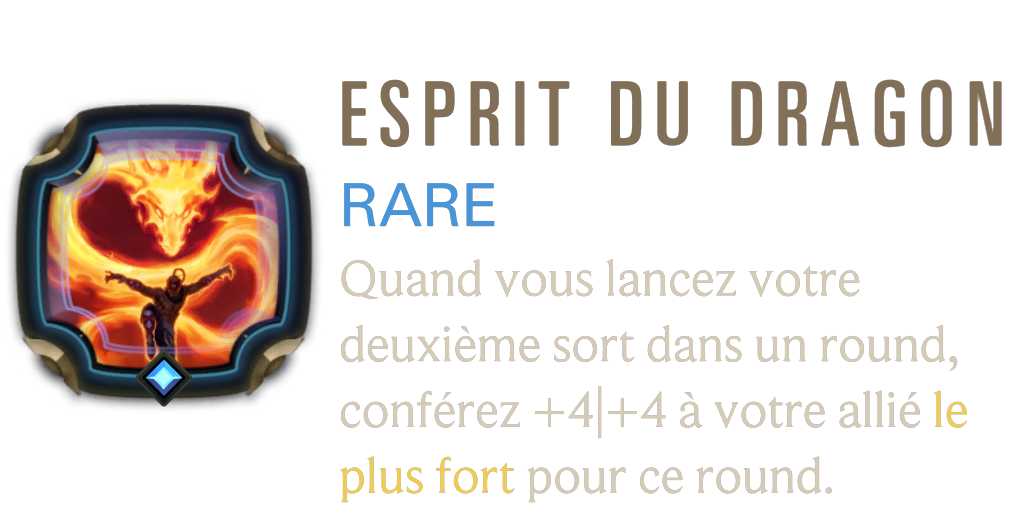 ESPRIT DU DRAGON
RARE
Quand vous lancez votre
deuxième sort dans un round,
conférez +4|+4 à votre allié le
plus fort pour ce round.